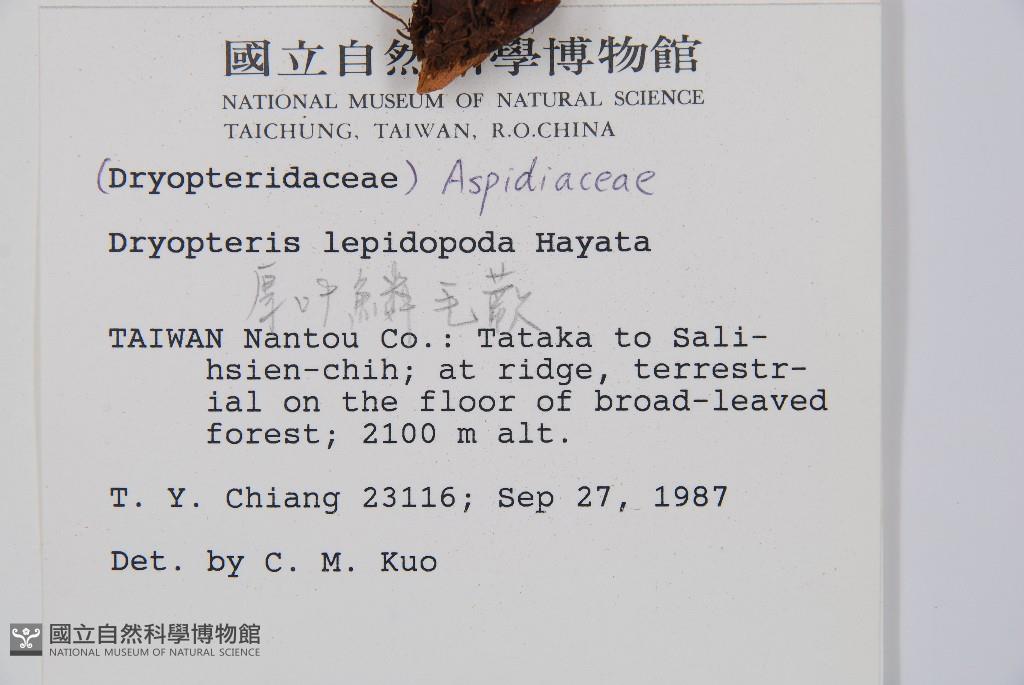 國立自然科學博物館
NATIONAL MUSEUM OF NATURAL SCIENCE
TAICHUNG, TAIWAN, R.O.CHINA
(Dryopteridaceae) Aspidiaceae
Dryopteris lepidopoda Hayata
厚叶鱗毛蕨
TAIWAN Nantou Co.: Tataka to Sali-
hsien-chih; at ridge, terrestr-
ial on the floor of broad-leaved
forest; 2100 m alt.
T. Y. Chiang 23116; Sep 27, 1987
Det. by C. M. Kuo
國立自然科學博物館
NATIONAL MUSEUM OF NATURAL SCIENCE